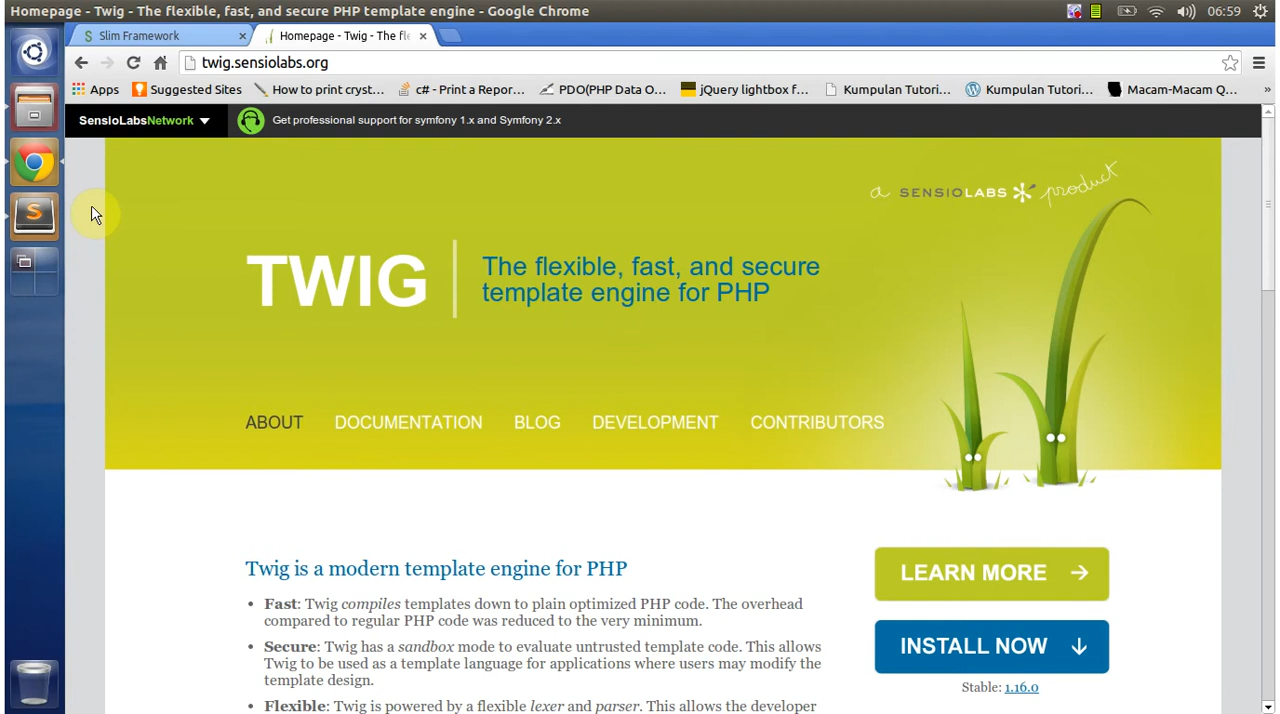 Homepage - Twig - The flexible, fast, and secure PHP template engine - Google Chrome
06:59
Slim Framework
Homepage - Twig - The fl
twig.sensiolabs.org
Apps
Suggested Sites
How to print cryst...
c# - Print a Repor...
PDO(PHP Data O...
jQuery lightbox f...
Kumpulan Tutori...
Kumpulan Tutori...
Macam-Macam Q...
»
SensioLabsNetwork
Get professional support for symfony 1.x and Symfony 2.x
a SENSIOLABS product
TWIG
The flexible, fast, and secure
template engine for PHP
ABOUT
DOCUMENTATION
BLOG
DEVELOPMENT
CONTRIBUTORS
Twig is a modern template engine for PHP
• Fast: Twig compiles templates down to plain optimized PHP code. The overhead
compared to regular PHP code was reduced to the very minimum.
• Secure: Twig has a sandbox mode to evaluate untrusted template code. This allows
Twig to be used as a template language for applications where users may modify the
template design.
• Flexible: Twig is powered by a flexible lexer and parser. This allows the developer
LEARN MORE
INSTALL NOW
Stable: 1.16.0